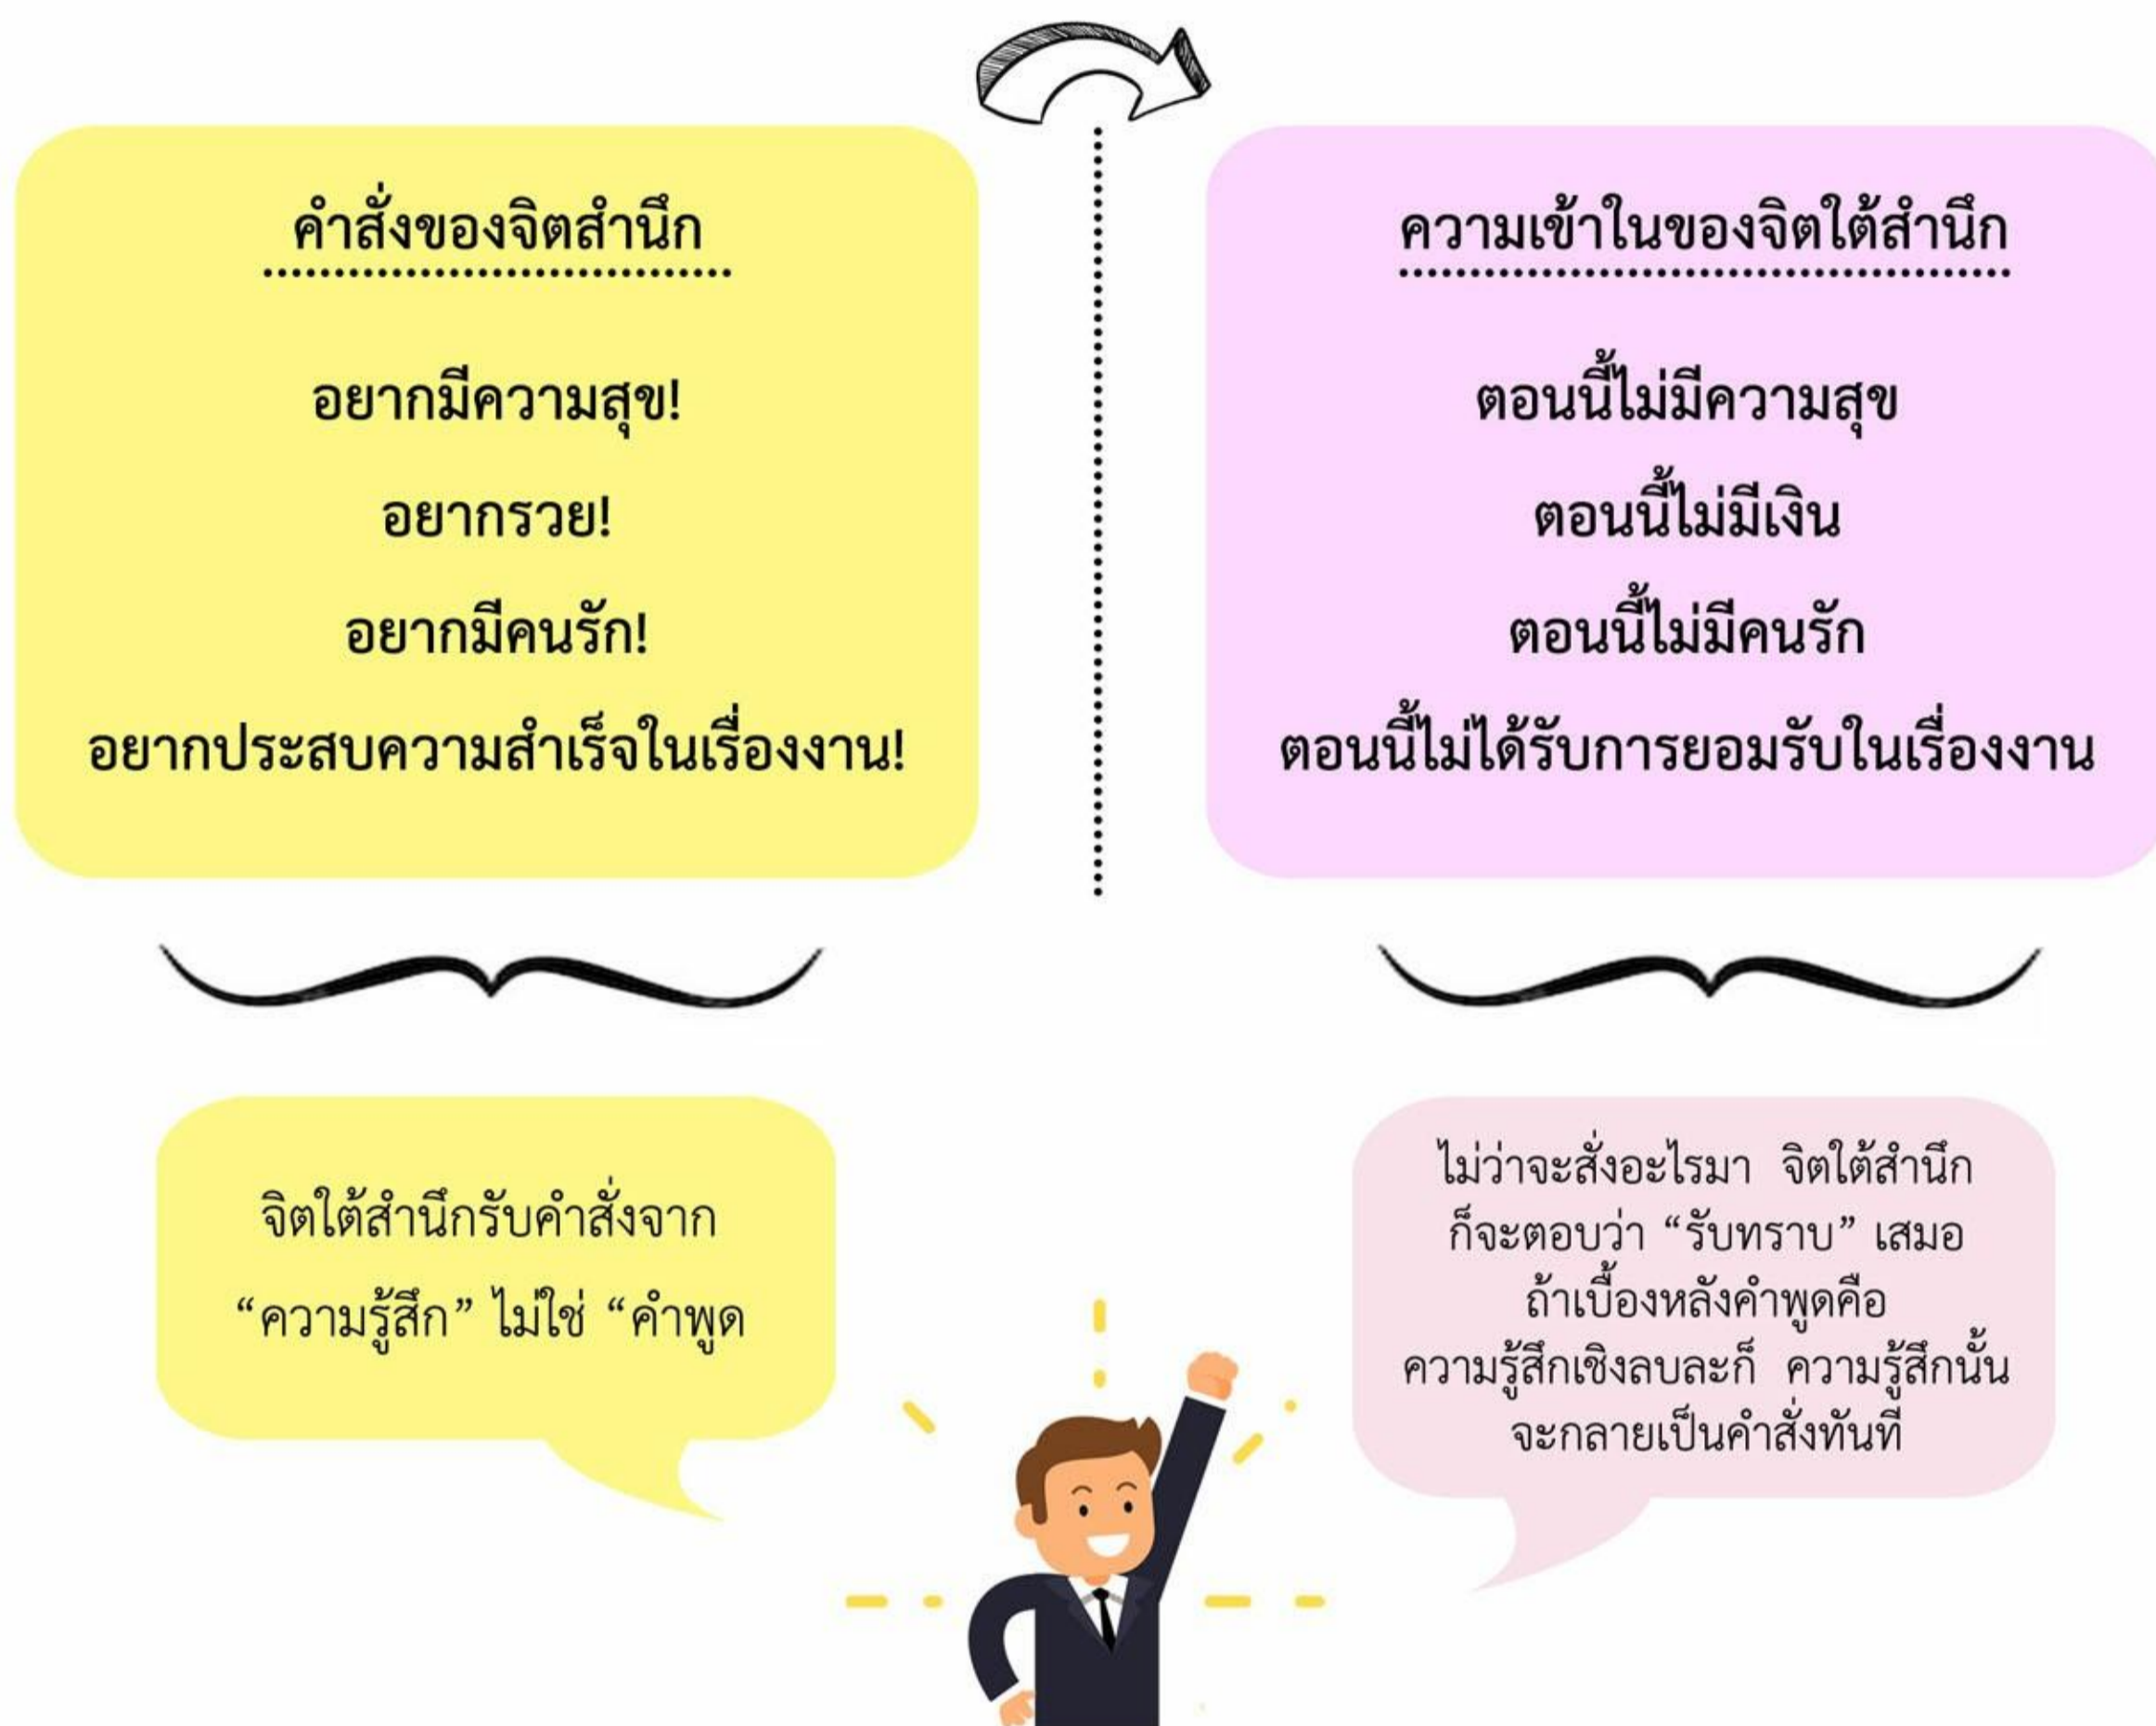 คำสั่งของจิตสำนึก
อยากมีความสุข!
อยากรวย!
อยากมีคนรัก!
อยากประสบความสำเร็จในเรื่องงาน!
ความเข้าในของจิตใต้สำนึก
ตอนนี้ไม่มีความสุข
ตอนนี้ไม่มีเงิน
ตอนนี้ไม่มีคนรัก
ตอนนี้ไม่ได้รับการยอมรับในเรื่องงาน
จิตใต้สำนึกรับคำสั่งจาก
“ความรู้สึก” ไม่ใช่ “คำพูด
ไม่ว่าจะสั่งอะไรมา จิตใต้สำนึก
ก็จะตอบว่า “รับทราบ” เสมอ
ถ้าเบื้องหลังคำพูดคือ
ความรู้สึกเชิงลบละก็ ความรู้สึกนั้น
จะกลายเป็นคำสั่งทันที